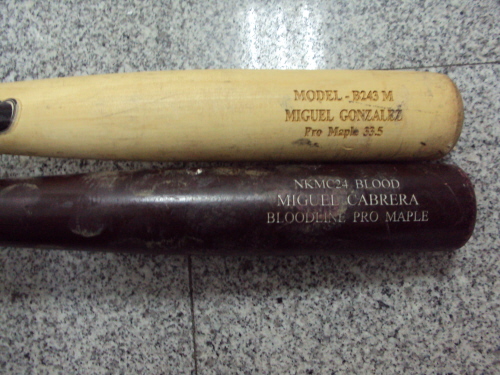 MODEL - B243 M
MIGUEL GONZALEZ
Pro Maple 33.5
NKMC24 BLOOD
MIGUEL CABRERA
BLOODLINE PRO MAPLE